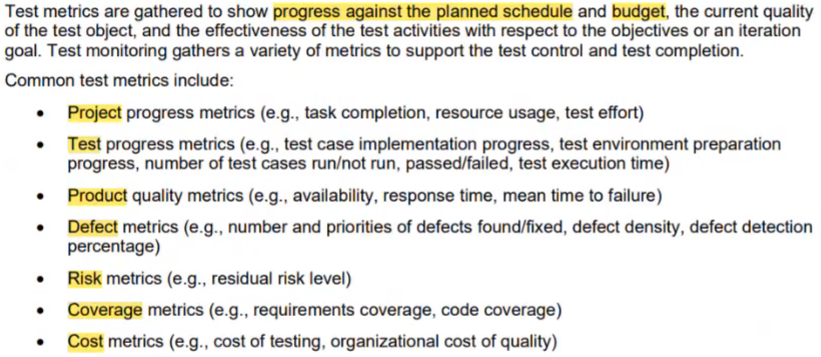 Test metrics are gathered to show progress against the planned schedule and budget, the current quality
of the test object, and the effectiveness of the test activities with respect to the objectives or an iteration
goal. Test monitoring gathers a variety of metrics to support the test control and test completion.
Common test metrics include:
• Project progress metrics (e.g., task completion, resource usage, test effort)
• Test progress metrics (e.g., test case implementation progress, test environment preparation
progress, number of test cases run/not run, passed/failed, test execution time)
• Product quality metrics (e.g., availability, response time, mean time to failure)
• Defect metrics (e.g., number and priorities of defects found/fixed, defect density, defect detection
percentage)
• Risk metrics (e.g., residual risk level)
• Coverage metrics (e.g., requirements coverage, code coverage)
• Cost metrics (e.g., cost of testing, organizational cost of quality)